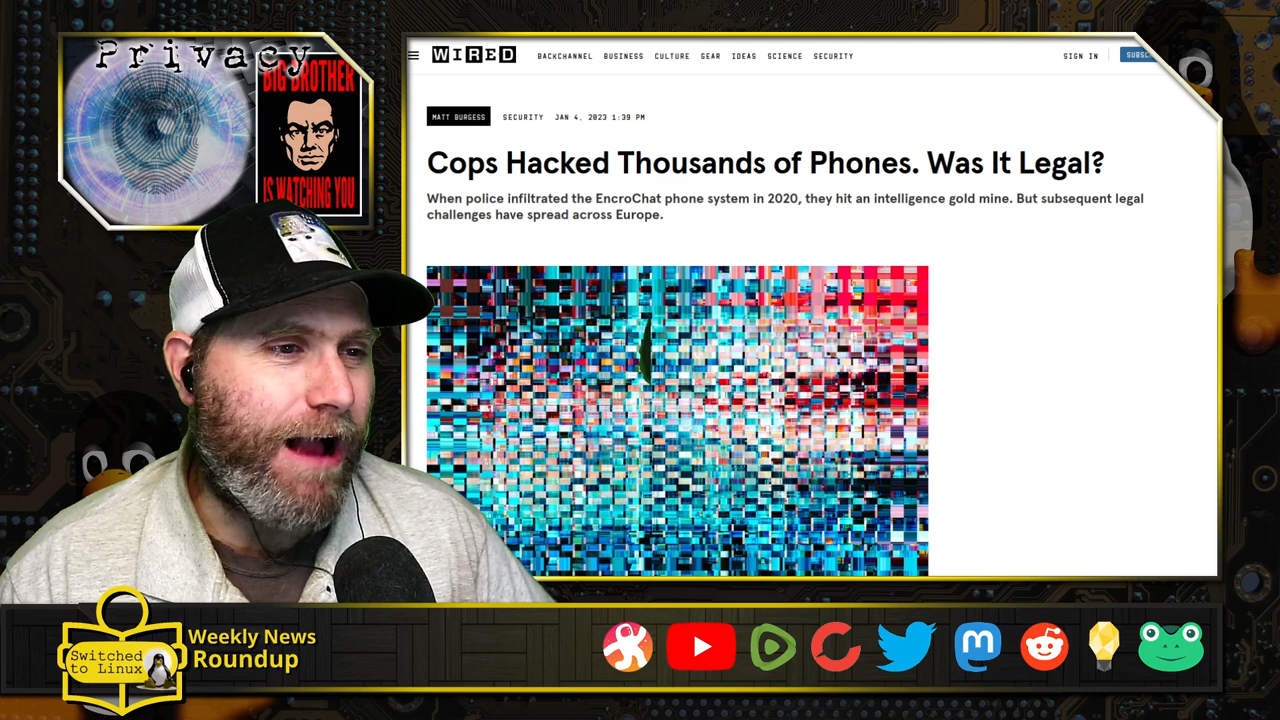 Privacy
BIG BROTHER
IS WATCHING YOU
WIRED
BACKCHANNEL BUSINESS CULTURE GEAR IDEAS SCIENCE SECURITY
SIGN IN
MATT BURGESS SECURITY JAN 4, 2023 1:39 PM
Cops Hacked Thousands of Phones. Was It Legal?
When police infiltrated the EncroChat phone system in 2020, they hit an intelligence gold mine. But subsequent legal
challenges have spread across Europe.
Switched
to Linux
Weekly News
Roundup